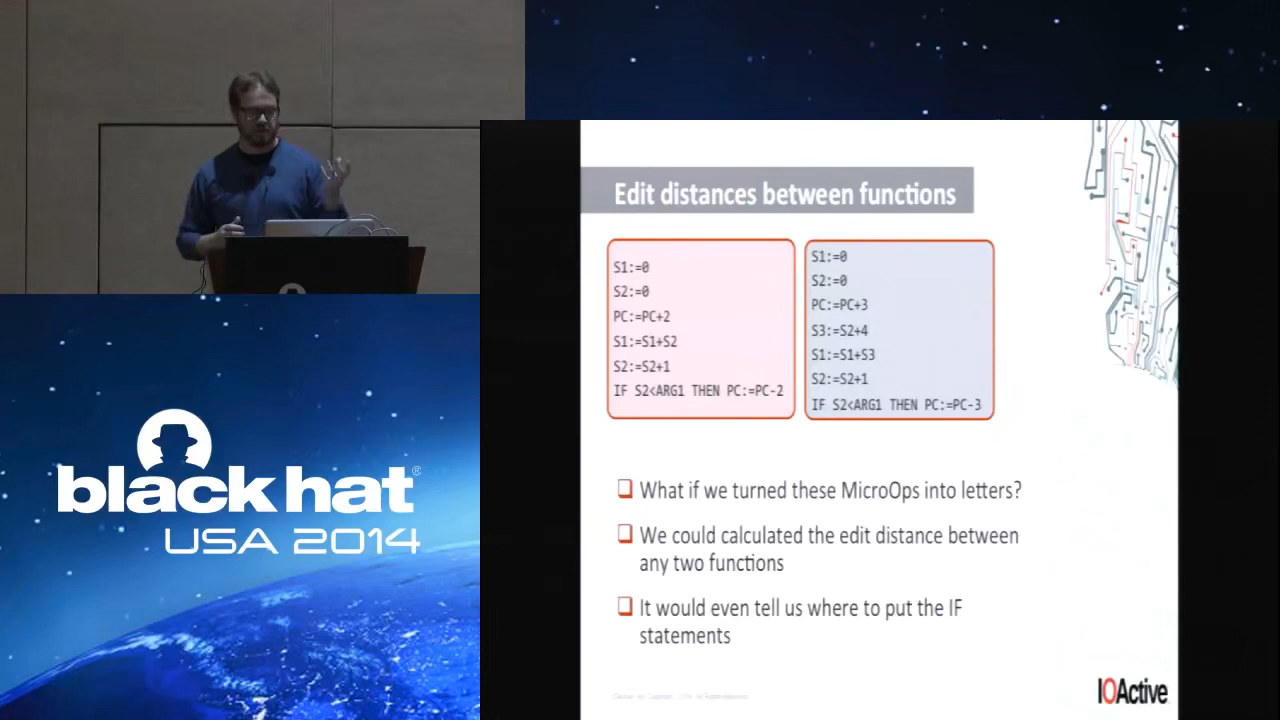 Edit distances between functions
S1:=0
S2:=0
PC:=PC+2
S1:=S1+S2
S2:=S2+1
IF S2<ARG1 THEN PC:=PC-2
S1:=0
S2:=0
PC:=PC+3
S3:=S2+4
S1:=S1+S3
S2:=S2+1
IF S2<ARG1 THEN PC:=PC-3
What if we turned these MicroOps into letters?
We could calculated the edit distance between
any two functions
It would even tell us where to put the IF
statements
IOActive
black hat®
USA 2014